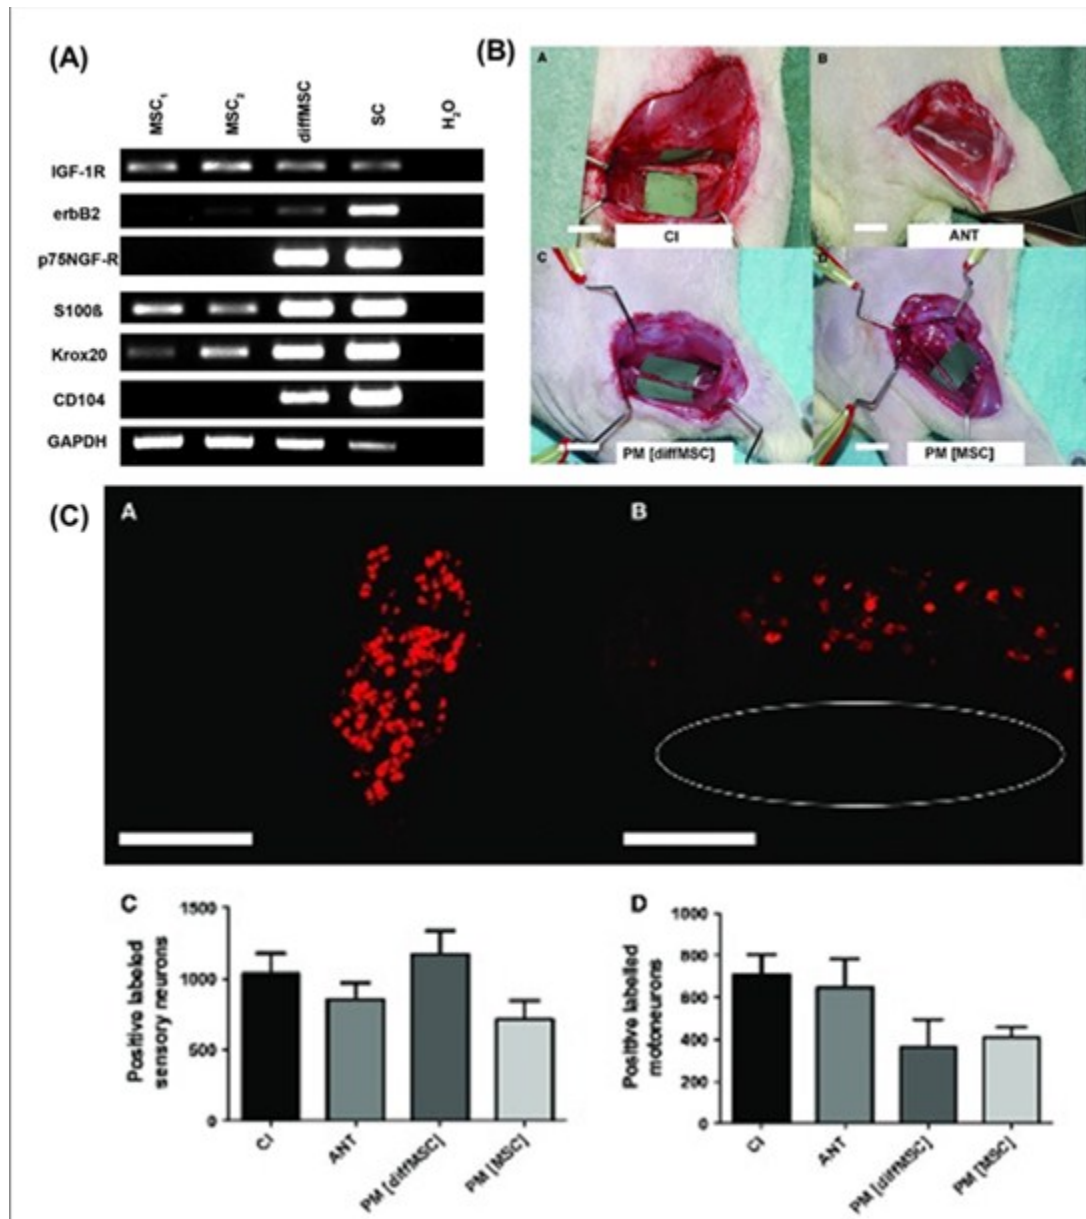 (A)
MSC₁ MSC₂ diffMSC SC H₂O
IGF-1R
erbB2
p75NGF-R
S100ß
Krox20
CD104
GAPDH
(B)
A B
CI ANT
C D
PM [diffMSC] PM [MSC]
(C)
A B
C
1500
1000
500
0
Positive labeled
sensory neurons
CI ANT PM [diffMSC] PM [MSC]
D
1000
800
600
400
200
0
Positive labelled
motoneurons
CI ANT PM [diffMSC] PM [MSC]